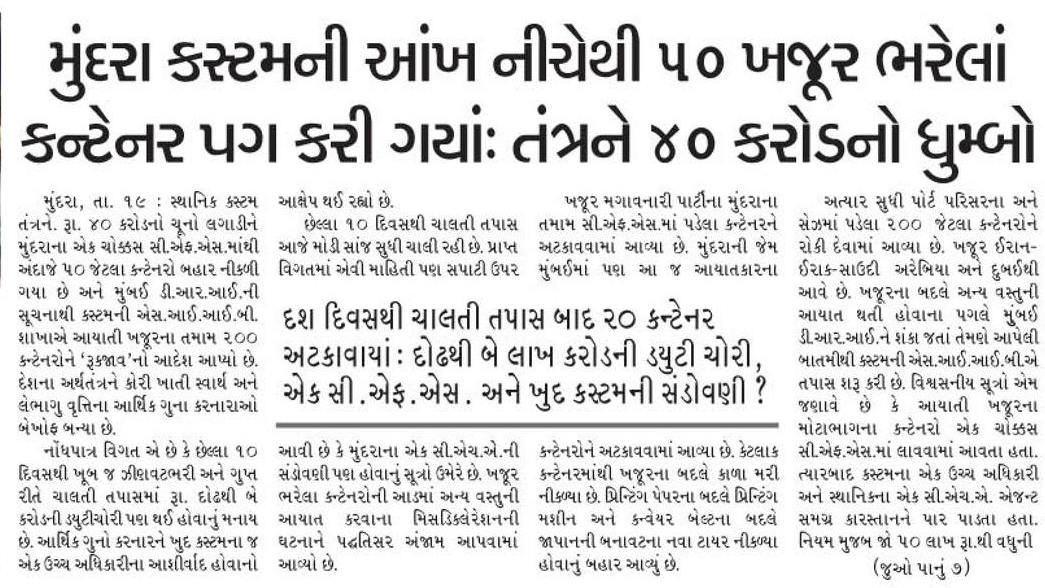 મુંદરા કસ્ટમની આંખ નીચેથી ૫૦ ખજૂર ભરેલાં
કન્ટેનર પગ કરી ગયાં: તંત્રને ૪૦ કરોડનો ધુમ્બો
મુંદરા, તા. ૧૯ : સ્થાનિક કસ્ટમ
તંત્રને. રૂા. ૪૦ કરોડનો ચૂનો લગાડીને
મુંદરાના એક ચોક્કસ સી.એફ.એસ.માંથી
અંદાજે ૫૦ જેટલા કન્ટેનરો બહાર નીકળી
ગયા છે અને મુંબઈ ડી.આર.આઈ.ની
સૂચનાથી કસ્ટમની એસ.આઈ.આઈ.બી.
શાખાએ આયાતી ખજૂરના તમામ ૨૦૦
કન્ટેનરોને ‘રૂકજાવ’નો આદેશ આપ્યો છે.
દેશના અર્થતંત્રને કોરી ખાતી સ્વાર્થ અને
લેભાગુ વૃત્તિના આર્થિક ગુના કરનારાઓ
બેખોફ બન્યા છે.
નોંધપાત્ર વિગત એ છે કે છેલ્લા ૧૦
દિવસથી ખૂબ જ ઝીણવટભરી અને ગુપ્ત
રીતે ચાલતી તપાસમાં રૂા. દોઢથી બે
કરોડની ડયુટીચોરી પણ થઈ હોવાનું મનાય
છે. આર્થિક ગુનો કરનારને ખુદ કસ્ટમના જ
એક ઉચ્ચ અધિકારીના આશીર્વાદ હોવાનો
આક્ષેપ થઈ રહ્યો છે.
છેલ્લા ૧૦ દિવસથી ચાલતી તપાસ
આજે મોડી સાંજ સુધી ચાલી રહી છે. પ્રાપ્ત
વિગતમાં એવી માહિતી પણ સપાટી ઉપર
દશ દિવસથી ચાલતી તપાસ બાદ ૨૦ કન્ટેનર
અટકાવાયાં : દોઢથી બે લાખ કરોડની ડયુટી ચોરી,
એક સી.એફ.એસ. અને ખુદ કસ્ટમની સંડોવણી ?
આવી છે કે મુંદરાના એક સી.એચ.એ.ની
સંડોવણી પણ હોવાનું સૂત્રો ઉમેરે છે. ખજૂર
ભરેલા કન્ટેનરોની આડમાં અન્ય વસ્તુની
આયાત કરવાના મિસડિક્લેરેશનની
ઘટનાને પદ્ધતિસર અંજામ આપવામાં
આવ્યો છે.
ખજૂર મગાવનારી પાર્ટીના મુંદરાના
તમામ સી.એફ.એસ.માં પડેલા કન્ટેનરને
અટકાવવામાં આવ્યા છે. મુંદરાની જેમ
મુંબઈમાં પણ આ જ આયાતકારના
કન્ટેનરોને અટકાવવામાં આવ્યા છે. કેટલાક
કન્ટેનરમાંથી ખજૂરના બદલે કાળા મરી
નીકળ્યા છે. પ્રિન્ટિંગ પેપરના બદલે પ્રિન્ટિંગ
મશીન અને કન્વેયર બેલ્ટના બદલે
જાપાનની બનાવટના નવા ટાયર નીકળ્યા
હોવાનું બહાર આવ્યું છે.
અત્યાર સુધી પોર્ટ પરિસરના અને
સેઝમાં પડેલા ૨૦૦ જેટલા કન્ટેનરોને
રોકી દેવામાં આવ્યા છે. ખજૂર ઈરાન-
ઈરાક-સાઉદી અરેબિયા અને દુબઈથી
આવે છે. ખજૂરના બદલે અન્ય વસ્તુની
આયાત થતી હોવાના પગલે મુંબઈ
ડી.આર.આઈ.ને શંકા જતાં તેમણે આપેલી
બાતમીથી કસ્ટમની એસ.આઈ.આઈ.બી.એ
તપાસ શરૂ કરી છે. વિશ્વસનીય સૂત્રો એમ
જણાવે છે કે આયાતી ખજૂરના
મોટાભાગના કન્ટેનરો એક ચોક્કસ
સી.એફ.એસ.માં લાવવામાં આવતા હતા.
ત્યારબાદ કસ્ટમના એક ઉચ્ચ અધિકારી
અને સ્થાનિકના એક સી.એચ.એ. એજન્ટ
સમગ્ર કારસ્તાનને પાર પાડતા હતા.
નિયમ મુજબ જો ૫૦ લાખ રૂા.થી વધુની
(જુઓ પાનું ૭)